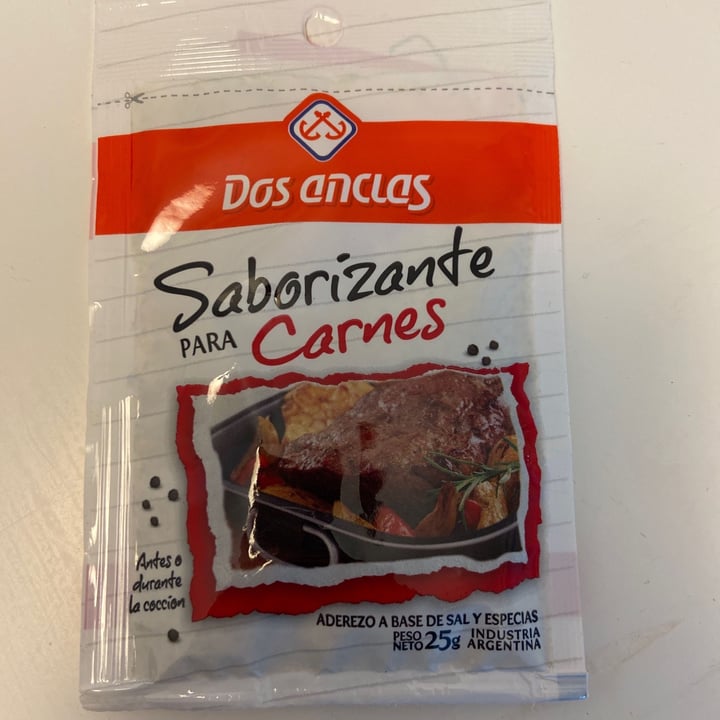 Dos anclas
Saborizante
PARA Carnes
Antes o
durante
la cocción
ADEREZO A BASE DE SAL Y ESPECIAS
PESO NETO 25g INDUSTRIA ARGENTINA